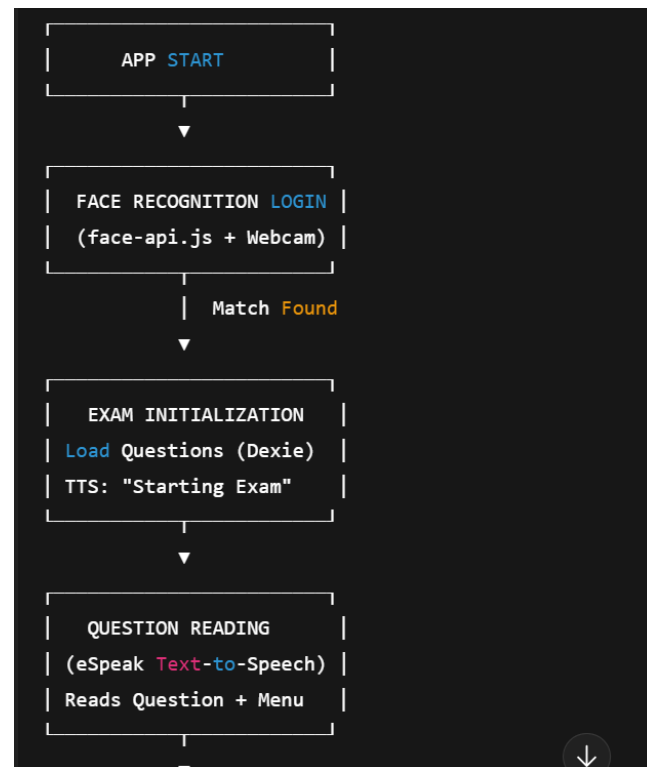 APP START
FACE RECOGNITION LOGIN
(face-api.js + Webcam)
Match Found
EXAM INITIALIZATION
Load Questions (Dexie)
TTS: "Starting Exam"
QUESTION READING
(eSpeak Text-to-Speech)
Reads Question + Menu